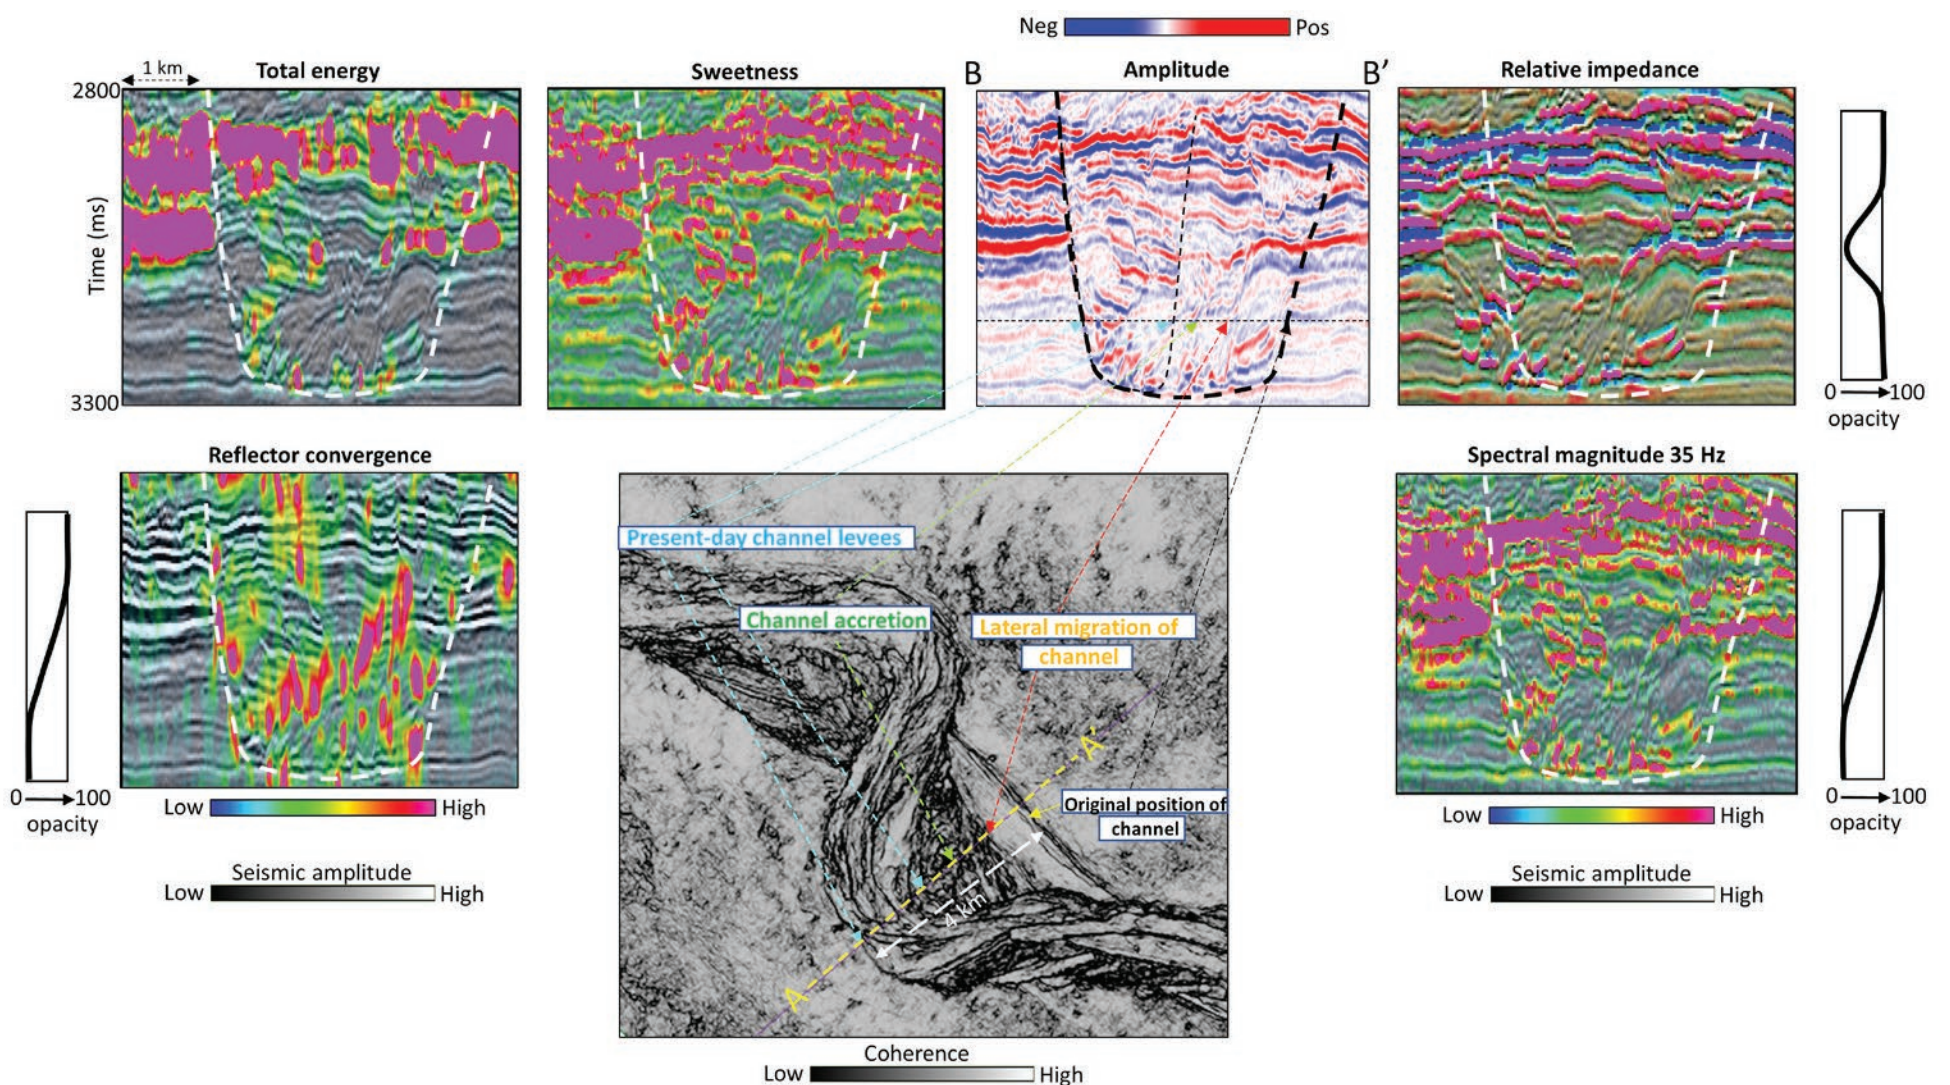 Neg Pos
1 km
Total energy
Sweetness
B
Amplitude
B’
Relative impedance
2800
Time (ms)
3300
0 100
opacity
Reflector convergence
Spectral magnitude 35 Hz
Present-day channel levees
Channel accretion
Lateral migration of
channel
A’
Original position of
channel
4 km
A
0 100
opacity
Low High
Seismic amplitude
Low High
Coherence
Low High
Low High
0 100
opacity
Seismic amplitude
Low High